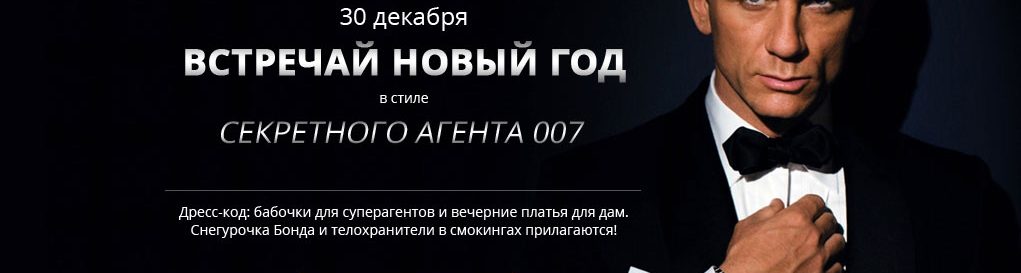 30 декабря
ВСТРЕЧАЙ НОВЫЙ ГОД
в стиле
СЕКРЕТНОГО АГЕНТА 007
Дресс-код: бабочки для суперагентов и вечерние платья для дам.
Снегурочка Бонда и телохранители в смокингах прилагаются!